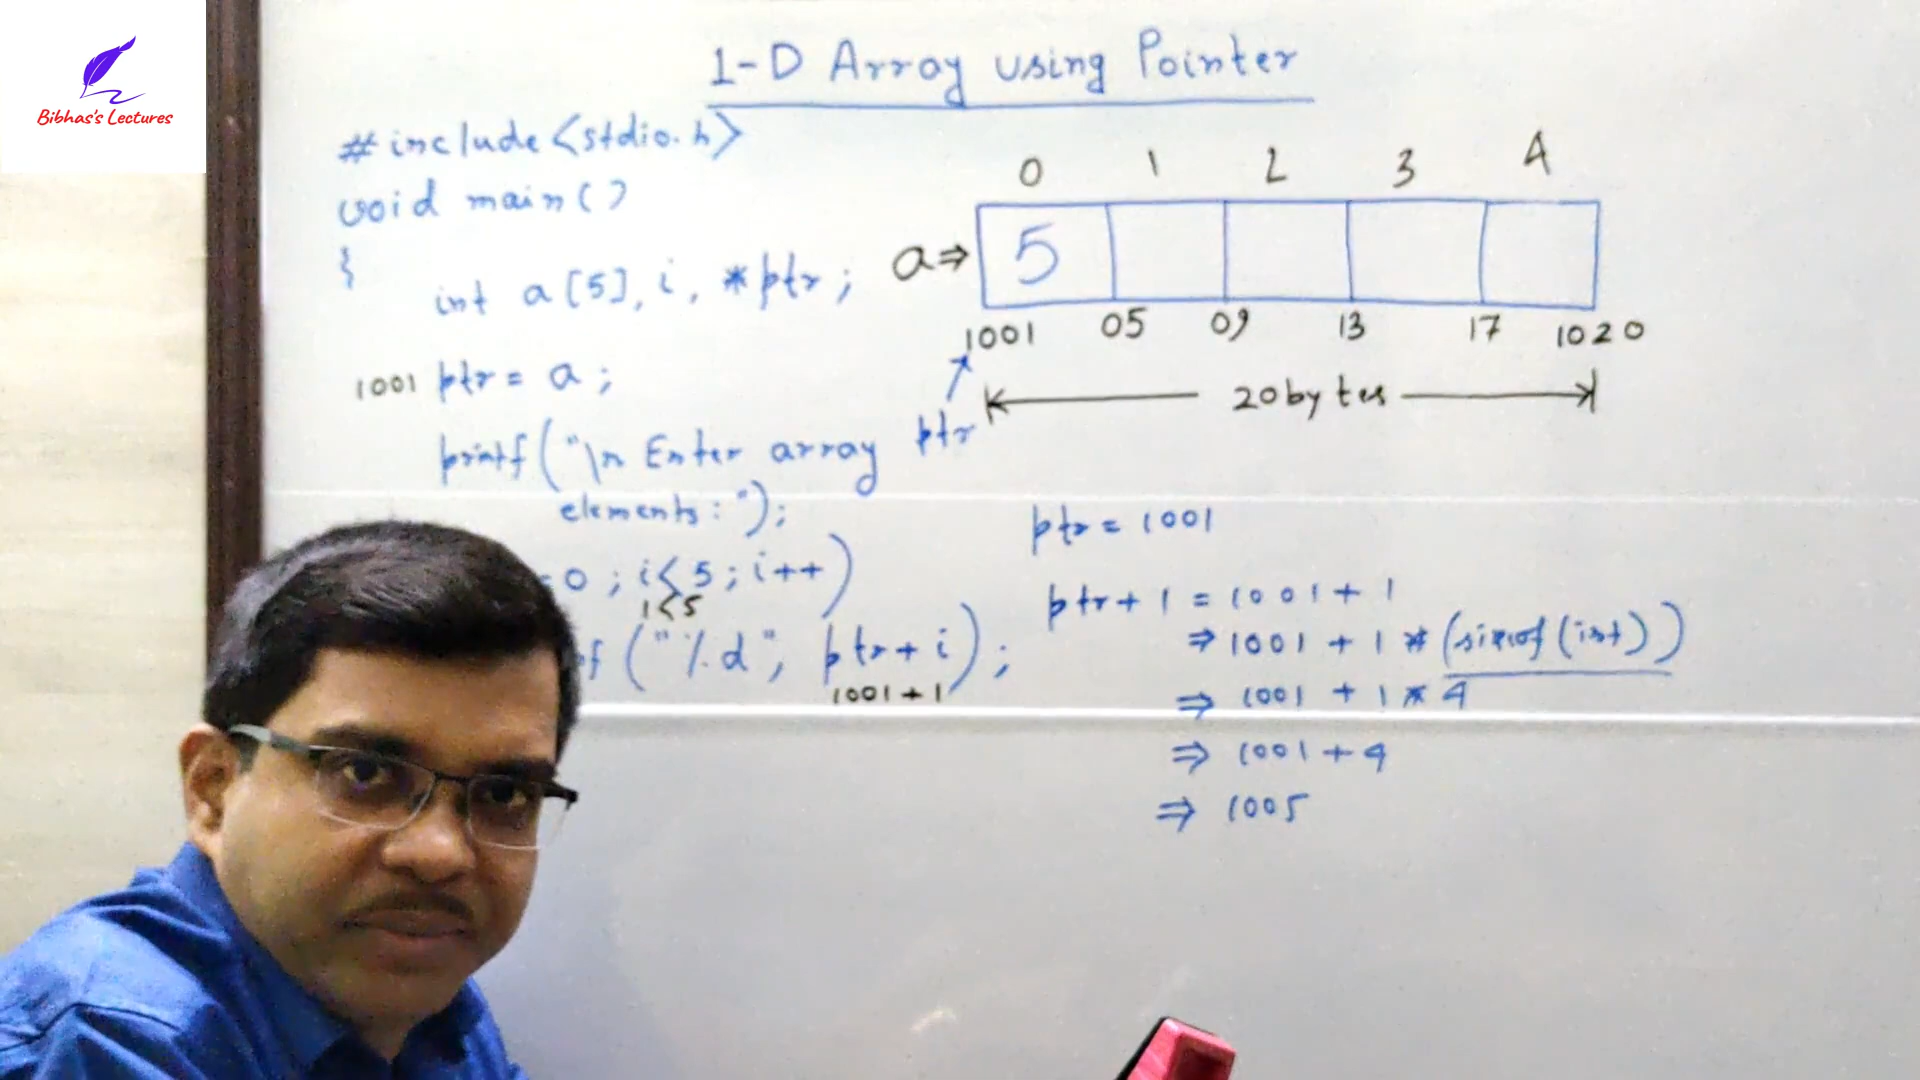 Bibhas's Lectures
1-D Array using Pointer
#include<stdio.h>
void main()
{
int a[5], i, *ptr;
1001 ptr = a;
printf("\n Enter array
elements: ");
=0; i<5; i++)
1<5
f("%d", ptr+i);
1001+1
0 1 2 3 4
a⇒ 5
1001 05 09 13 17 1020
20 bytes
ptr
ptr = 1001
ptr+1 = 1001+1
⇒ 1001 + 1 * (sizeof(int))
⇒ 1001 + 1 * 4
⇒ 1001+4
⇒ 1005